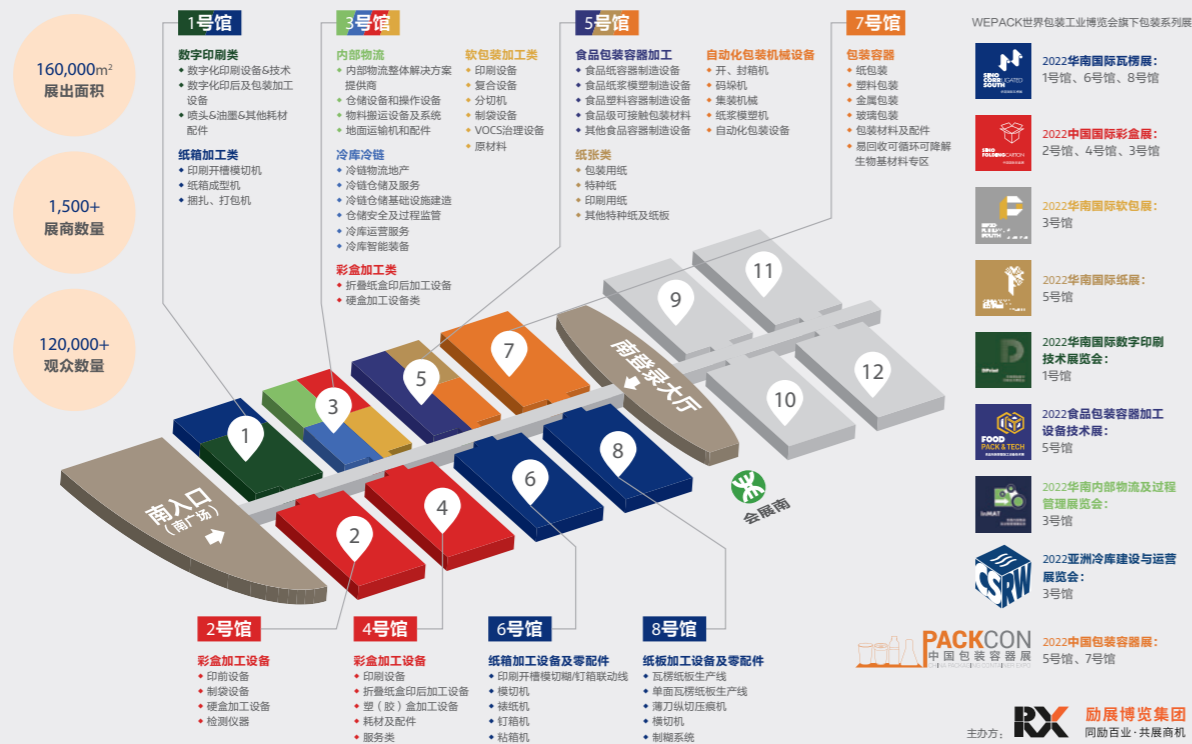 160,000m²
展出面积
1,500+
展商数量
120,000+
观众数量
1号馆
数字印刷类
数字化印刷设备&技术
数字化印后及包装加工
设备
喷头&油墨&其他耗材
配件
纸箱加工类
印刷开槽模切机
纸箱成型机
捆扎、打包机
3号馆
内部物流
内部物流整体解决方案
提供商
仓储设备和操作设备
物料搬运设备及系统
地面运输机和配件
冷库冷链
冷链物流地产
冷链仓储及服务
冷链仓储基础设施建造
仓储安全及过程监管
冷库运营服务
冷库智能装备
彩盒加工类
折叠纸盒印后加工设备
硬盒加工设备类
软包装加工类
印刷设备
复合设备
分切机
制袋设备
VOCS治理设备
原材料
5号馆
食品包装容器加工
食品纸容器制造设备
食品纸浆模塑制造设备
食品塑料容器制造设备
食品级可接触包装材料
其他食品容器制造设备
纸张类
包装用纸
特种纸
印刷用纸
其他特种纸及纸板
自动化包装机械设备
开、封箱机
码垛机
集装机械
纸浆模塑机
自动化包装设备
7号馆
包装容器
纸包装
塑料包装
金属包装
玻璃包装
包装材料及配件
易回收可循环可降解
生物基材料专区
1
3
5
7
9
11
2
4
6
8
10
12
南入口
（南广场）
南登录大厅
会展南
2号馆
彩盒加工设备
印前设备
制袋设备
硬盒加工设备
检测仪器
4号馆
彩盒加工设备
印刷设备
折叠纸盒印后加工设备
塑（胶）盒加工设备
耗材及配件
服务类
6号馆
纸箱加工设备及零配件
印刷开槽模切糊/钉箱联动线
模切机
裱纸机
钉箱机
粘箱机
8号馆
纸板加工设备及零配件
瓦楞纸板生产线
单面瓦楞纸板生产线
薄刀纵切压痕机
横切机
制糊系统
WEPACK世界包装工业博览会旗下包装系列展
SINO
CORRUGATED
SOUTH
2022华南国际瓦楞展：
1号馆、6号馆、8号馆
SINO
FOLDINGCARTON
2022中国国际彩盒展：
2号馆、4号馆、3号馆
2022华南国际软包展：
3号馆
2022华南国际纸展：
5号馆
2022华南国际数字印刷
技术展览会：
1号馆
FOOD
PACK & TECH
2022食品包装容器加工
设备技术展：
5号馆
2022华南内部物流及过程
管理展览会：
3号馆
CSRW
2022亚洲冷库建设与运营
展览会：
3号馆
PACKCON
中国包装容器展
CHINA PACKAGING CONTAINER EXPO
2022中国包装容器展：
5号馆、7号馆
主办方：
RX
励展博览集团
同励百业·共展商机